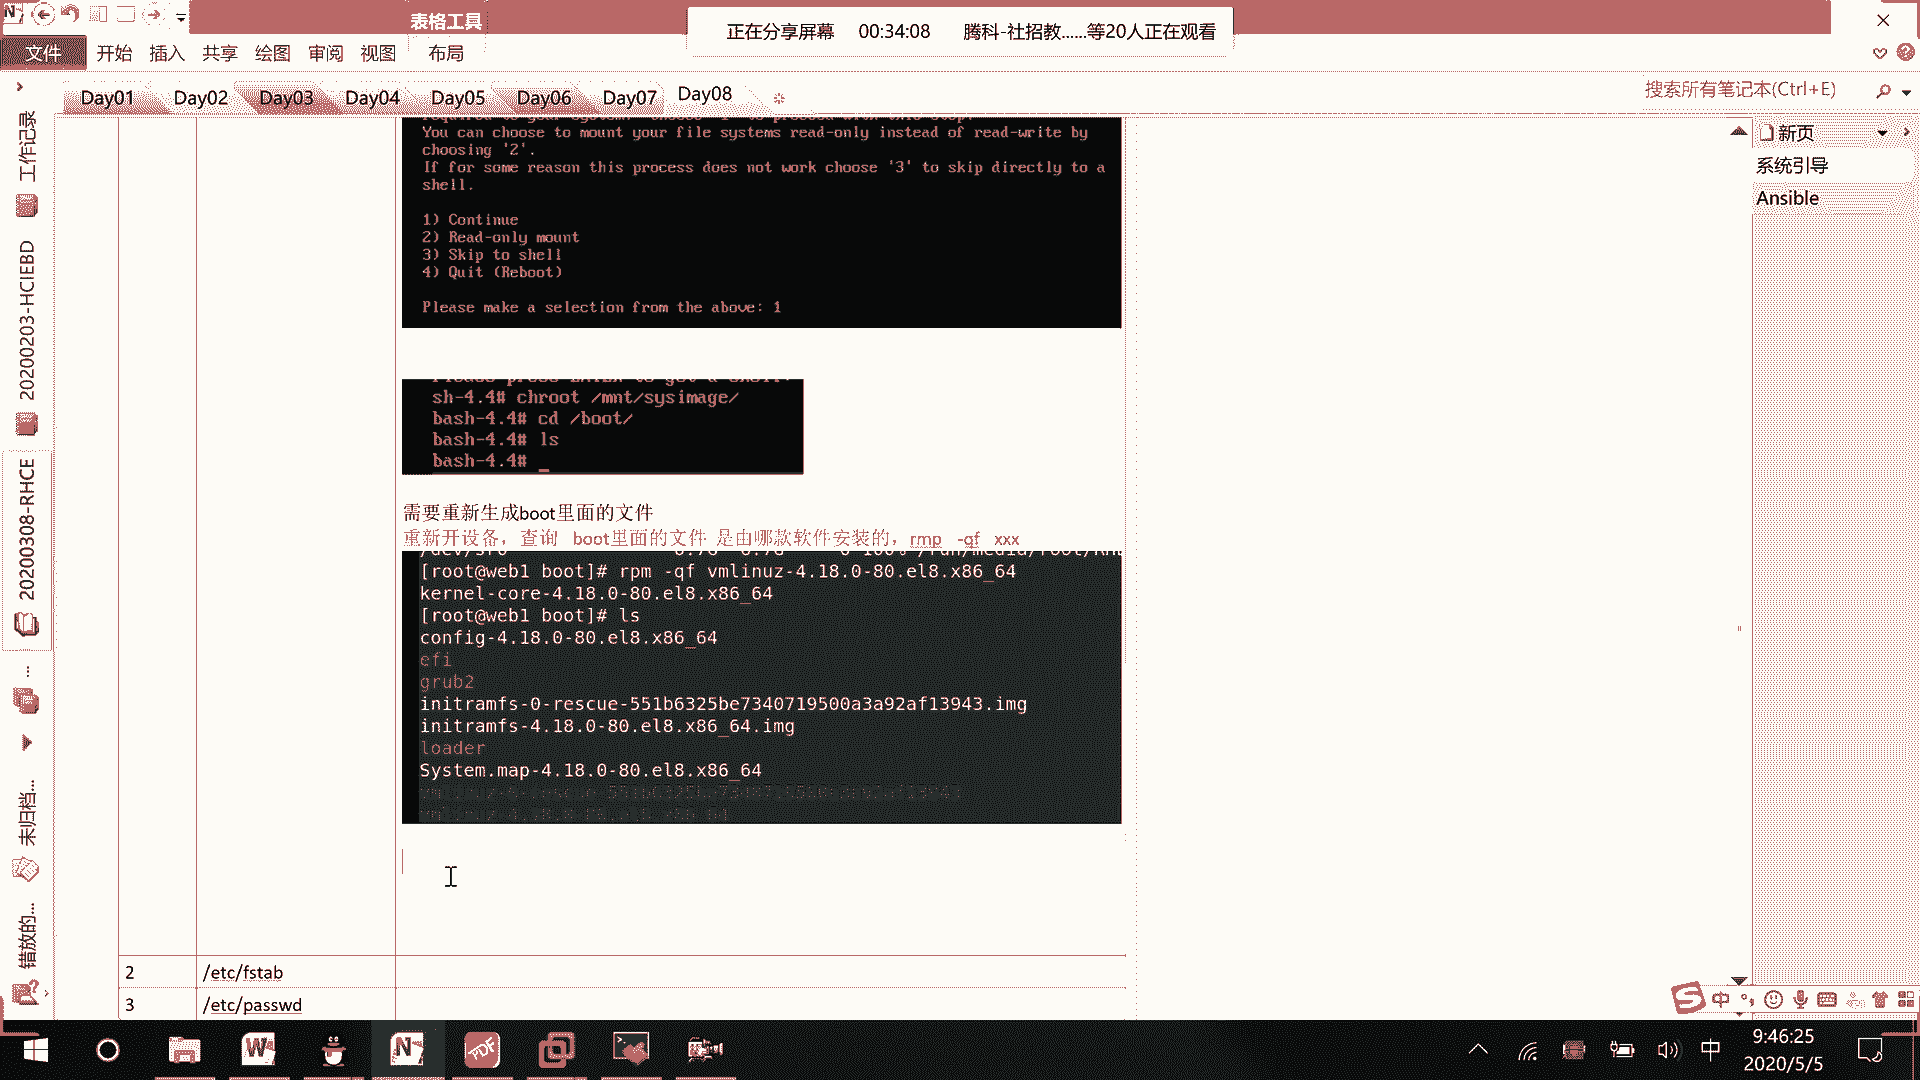 表格工具
正在分享屏幕 00:34:08 腾科-社招教......等20人正在观看
文件 开始 插入 共享 绘图 审阅 视图 布局
Day01 Day02 Day03 Day04 Day05 Day06 Day07 Day08
搜索所有笔记本(Ctrl+E)
工作记录
20200203-HCIEBD
20200308-RHCE
...
未归档...
错放的...
You can choose to mount your file systems read-only instead of read-write by
choosing '2'.
If for some reason this process does not work choose '3' to skip directly to a
shell.
1) Continue
2) Read-only mount
3) Skip to shell
4) Quit (Reboot)
Please make a selection from the above: 1
sh-4.4# chroot /mnt/sysimage/
bash-4.4# cd /boot/
bash-4.4# ls
bash-4.4# _
需要重新生成boot里面的文件
重新开设备，查询 boot里面的文件 是由哪款软件安装的，rmp -qf xxx
[root@web1 boot]# rpm -qf vmlinuz-4.18.0-80.el8.x86_64
kernel-core-4.18.0-80.el8.x86_64
[root@web1 boot]# ls
config-4.18.0-80.el8.x86_64
efi
grub2
initramfs-0-rescue-551b6325be7340719500a3a92af13943.img
initramfs-4.18.0-80.el8.x86_64.img
loader
System.map-4.18.0-80.el8.x86_64
2 /etc/fstab
3 /etc/passwd
新页
系统引导
Ansible
中
中
9:46:25
2020/5/5